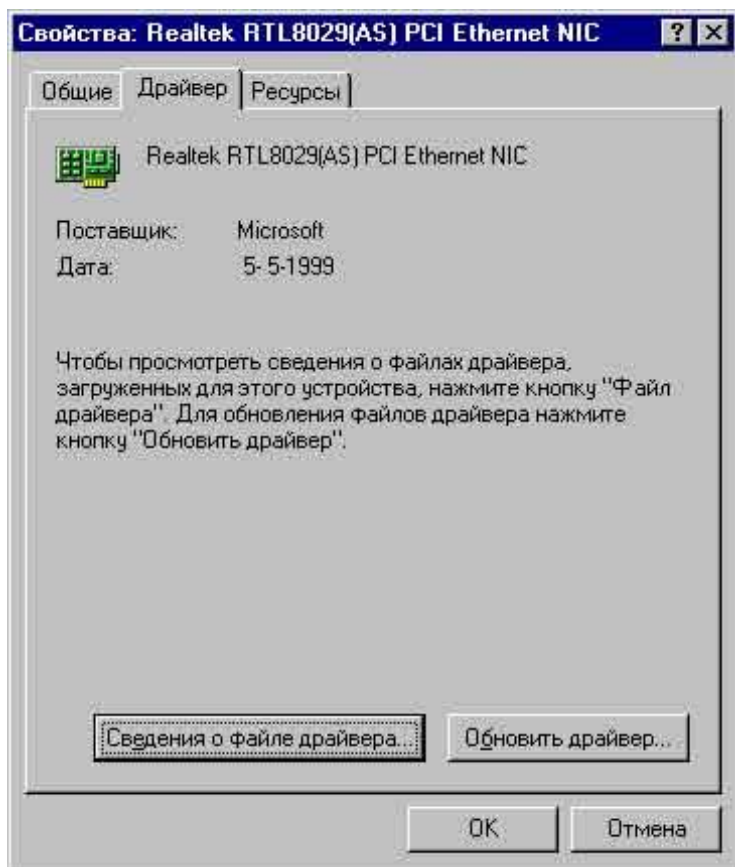 Свойства: Realtek RTL8029(AS) PCI Ethernet NIC
Общие Драйвер Ресурсы
Realtek RTL8029(AS) PCI Ethernet NIC
Поставщик: Microsoft
Дата: 5- 5-1999
Чтобы просмотреть сведения о файлах драйвера,
загруженных для этого устройства, нажмите кнопку "Файл
драйвера". Для обновления файлов драйвера нажмите
кнопку "Обновить драйвер".
Сведения о файле драйвера... Обновить драйвер...
OK Отмена